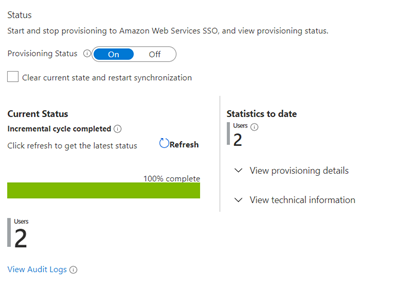 Status
Start and stop provisioning to Amazon Web Services SSO, and view provisioning status.
Provisioning Status
On
Off
Clear current state and restart synchronization
Current Status
Incremental cycle completed
Click refresh to get the latest status
Refresh
100% complete
Users
2
View Audit Logs
Statistics to date
Users
2
View provisioning details
View technical information